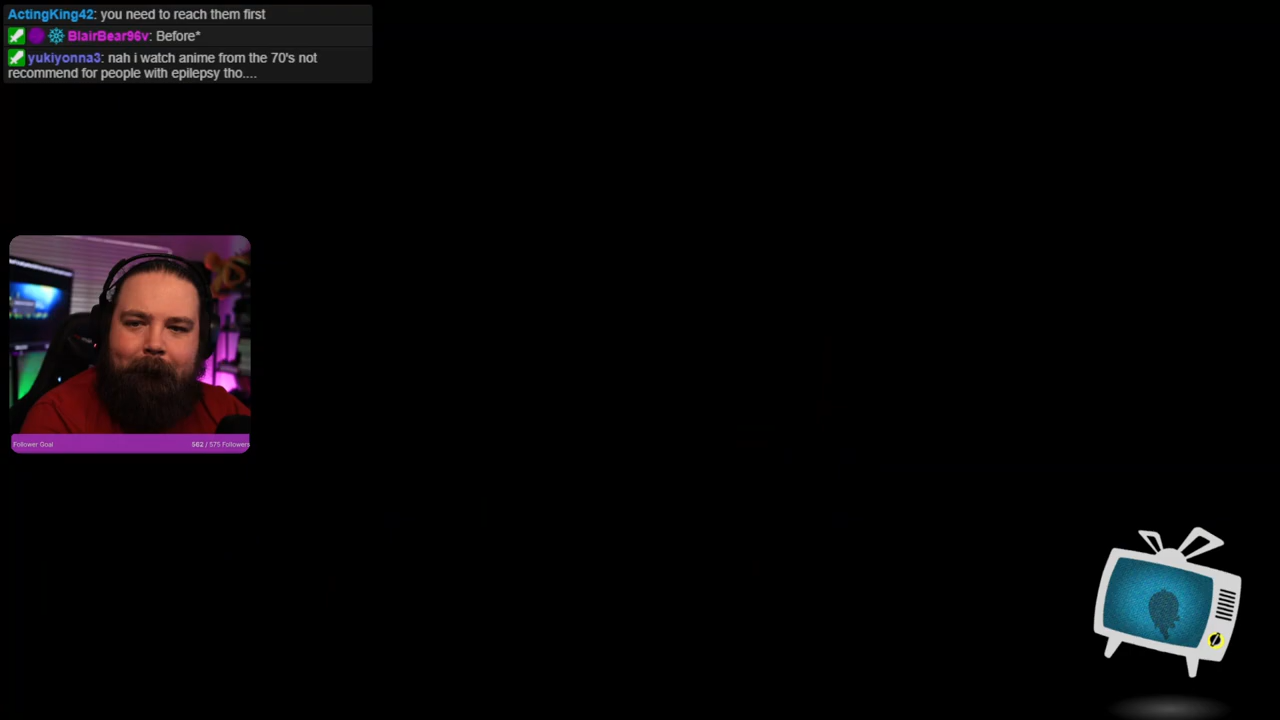 ActingKing42: you need to reach them first
BlairBear96v: Before*
yukiyonna3: nah i watch anime from the 70's not
recommend for people with epilepsy tho....
Follower Goal 562 / 575 Followers